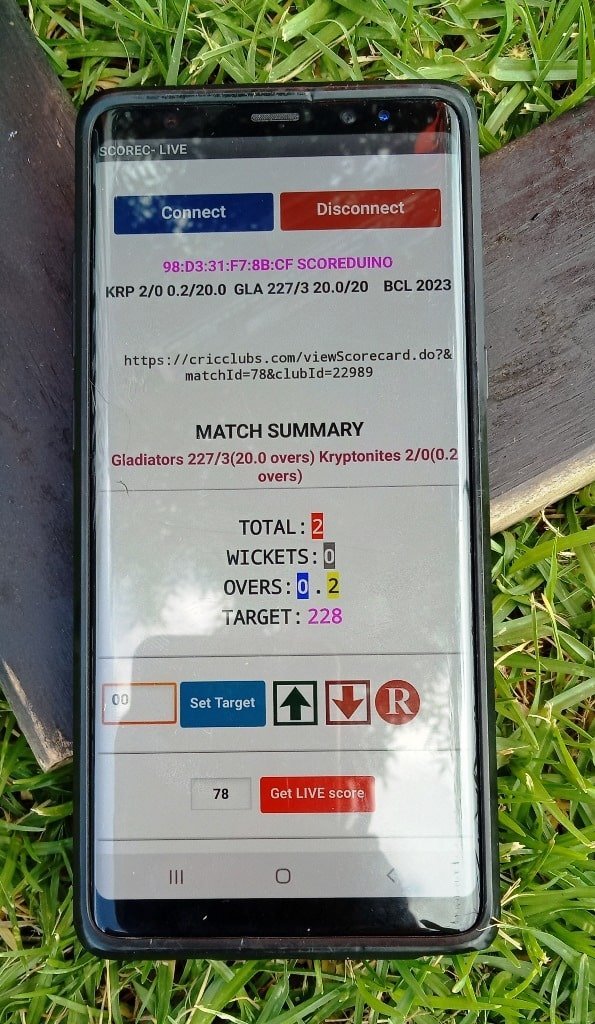 SCOREC- LIVE
Connect Disconnect
98:D3:31:F7:8B:CF SCOREDUINO
KRP 2/0 0.2/20.0 GLA 227/3 20.0/20 BCL 2023
https://cricclubs.com/viewScorecard.do?&
matchId=78&clubId=22989
MATCH SUMMARY
Gladiators 227/3(20.0 overs) Kryptonites 2/0(0.2
overs)
TOTAL: 2
WICKETS: 0
OVERS: 0.2
TARGET: 228
00 Set Target R
78 Get LIVE score